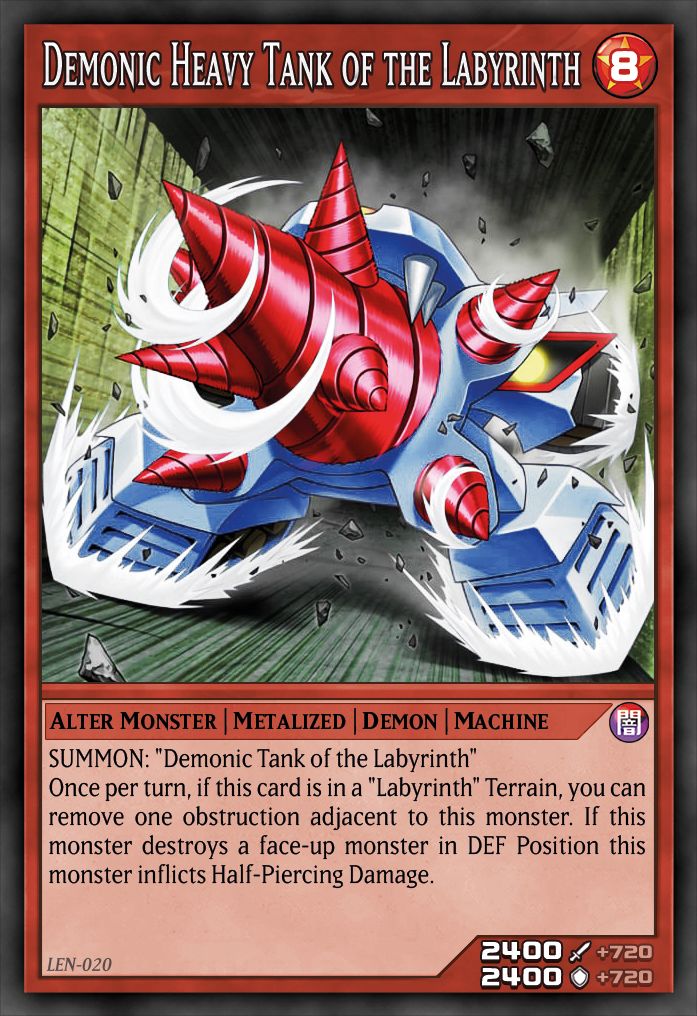 Demonic Heavy Tank of the Labyrinth 8
Alter Monster | Metalized | Demon | Machine 闇
SUMMON: "Demonic Tank of the Labyrinth"
Once per turn, if this card is in a "Labyrinth" Terrain, you can
remove one obstruction adjacent to this monster. If this
monster destroys a face-up monster in DEF Position this
monster inflicts Half-Piercing Damage.
LEN-020
2400 +720
2400 +720